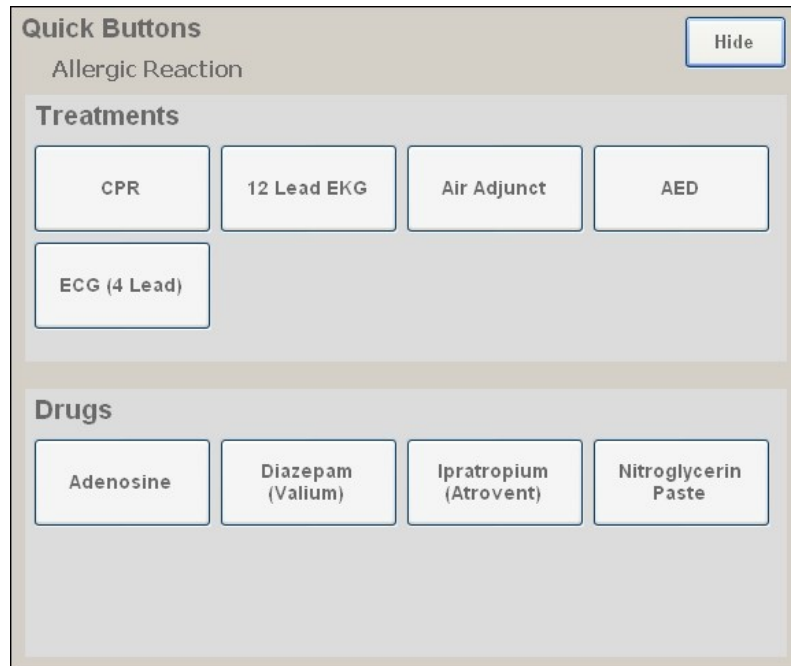 Quick Buttons
Hide
Allergic Reaction
Treatments
CPR
12 Lead EKG
Air Adjunct
AED
ECG (4 Lead)
Drugs
Adenosine
Diazepam
(Valium)
Ipratropium
(Atrovent)
Nitroglycerin
Paste